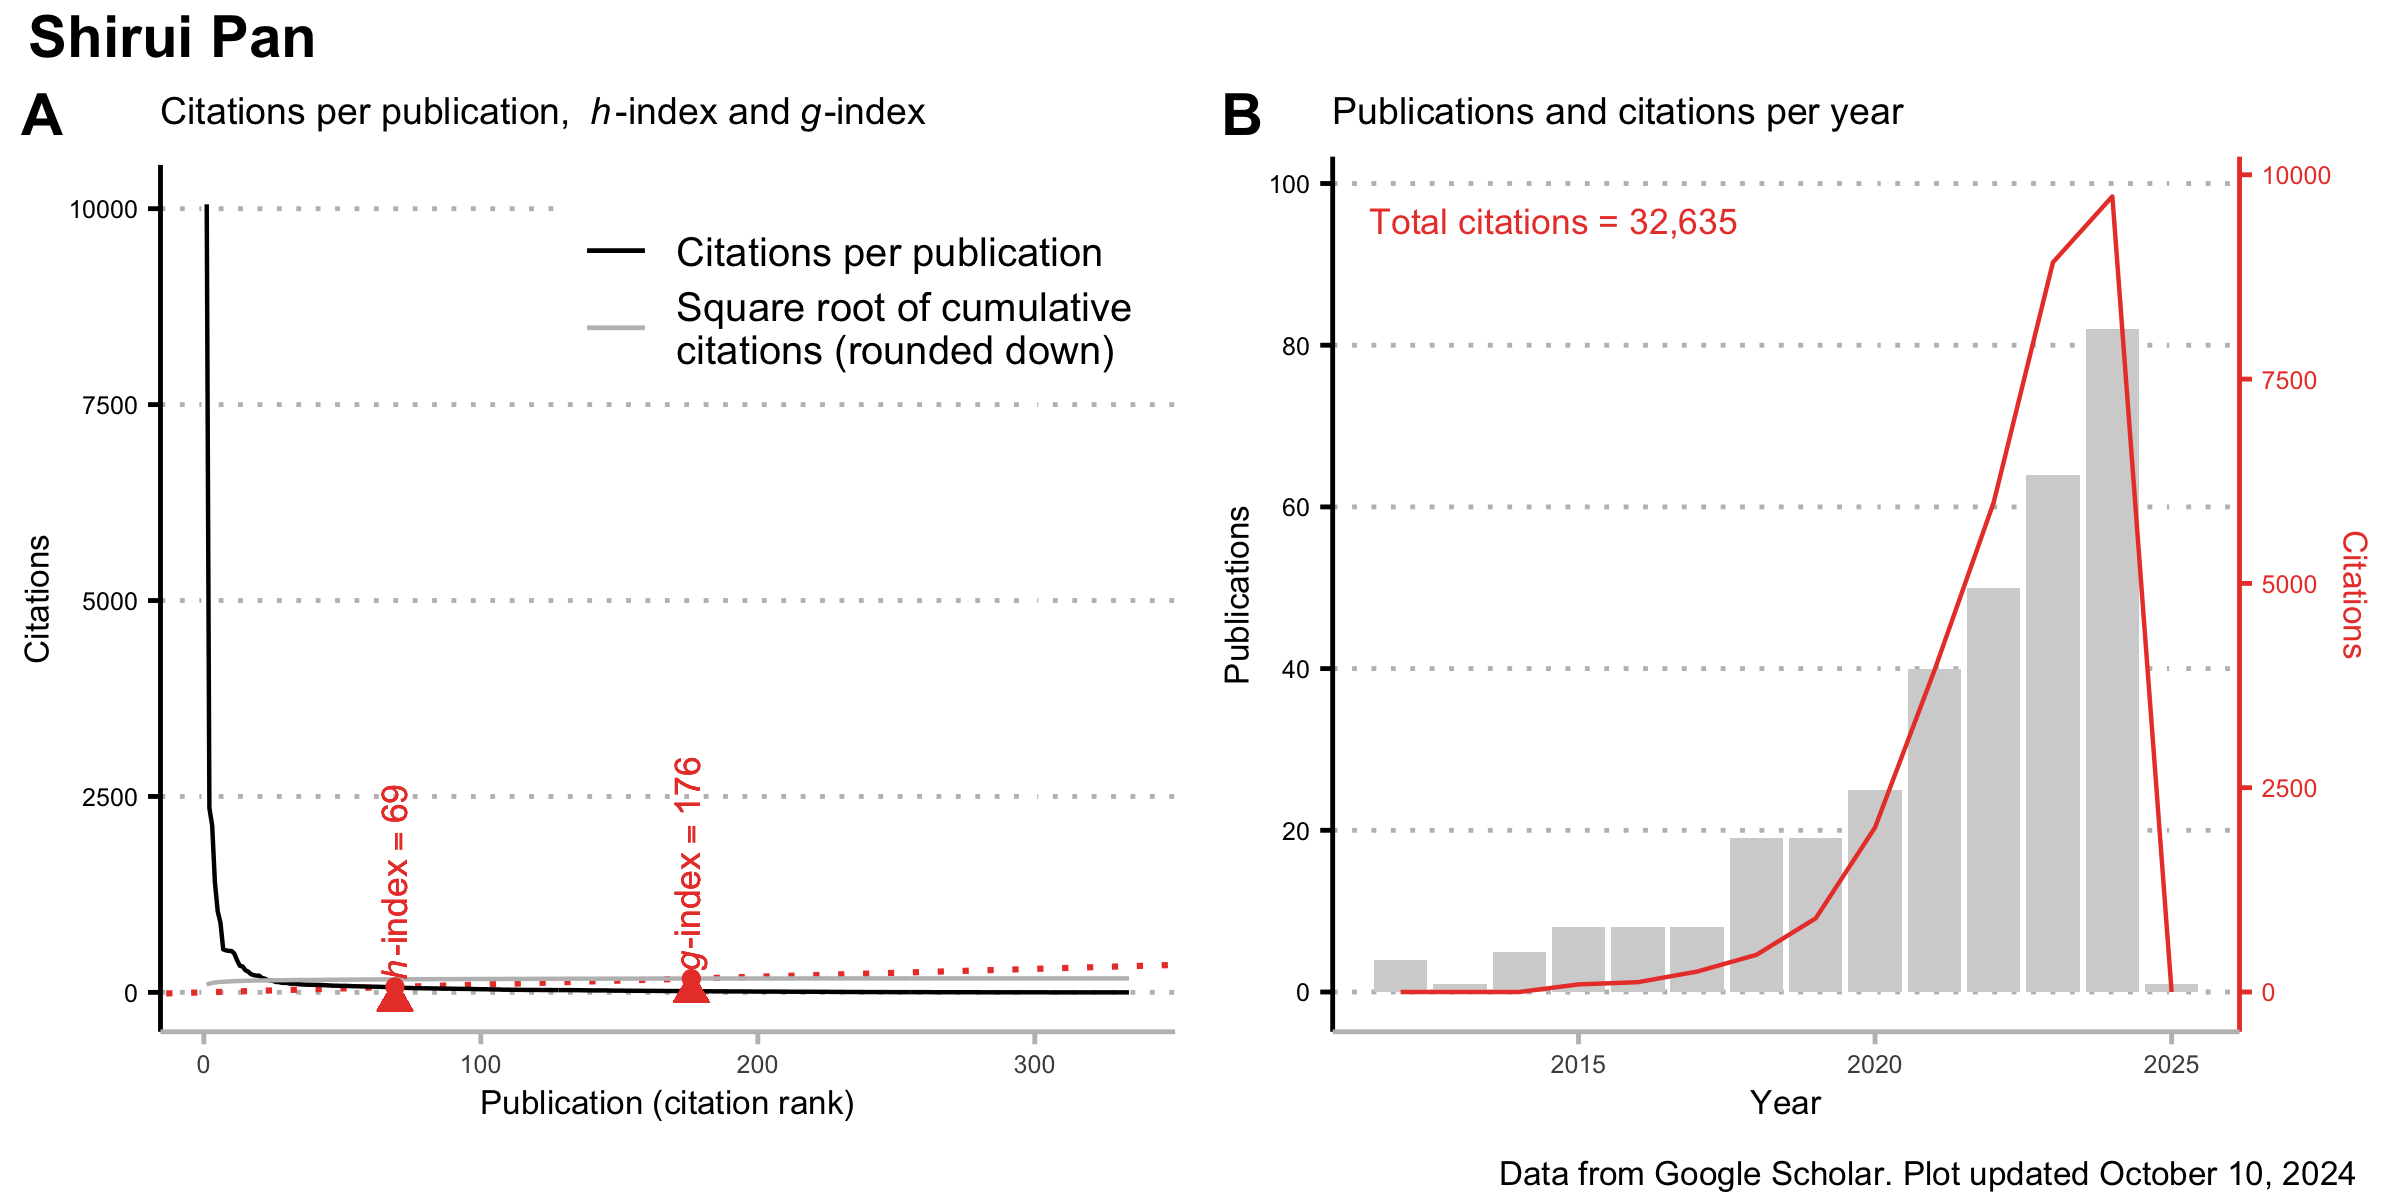 Shirui Pan
A
Citations per publication, h-index and g-index
10000
7500
5000
2500
0
Citations
Citations per publication
Square root of cumulative
citations (rounded down)
h-index = 69
g-index = 176
0
100
200
300
Publication (citation rank)
B
Publications and citations per year
100
80
60
40
20
0
Publications
Total citations = 32,635
10000
7500
5000
2500
0
Citations
2015
2020
2025
Year
Data from Google Scholar. Plot updated October 10, 2024